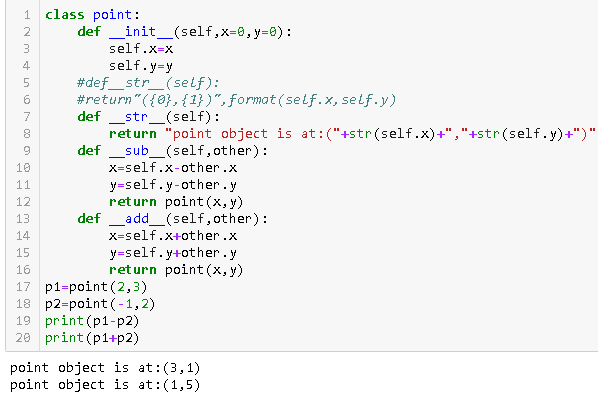 1 class point:
2 def __init__(self,x=0,y=0):
3 self.x=x
4 self.y=y
5 #def__str__(self):
6 #return"({0},{1})",format(self.x,self.y)
7 def __str__(self):
8 return "point object is at:("+str(self.x)+","+str(self.y)+")"
9 def __sub__(self,other):
10 x=self.x-other.x
11 y=self.y-other.y
12 return point(x,y)
13 def __add__(self,other):
14 x=self.x+other.x
15 y=self.y+other.y
16 return point(x,y)
17 p1=point(2,3)
18 p2=point(-1,2)
19 print(p1-p2)
20 print(p1+p2)
point object is at:(3,1)
point object is at:(1,5)